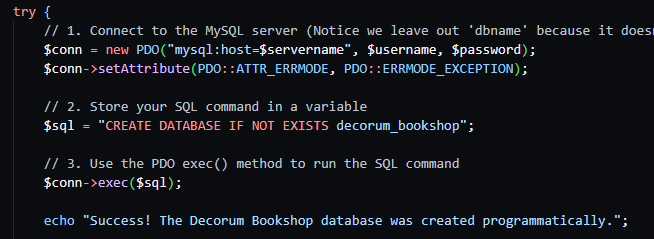 try {
// 1. Connect to the MySQL server (Notice we leave out 'dbname' because it
$conn = new PDO("mysql:host=$servername", $username, $password);
$conn->setAttribute(PDO::ATTR_ERRMODE, PDO::ERRMODE_EXCEPTION);
// 2. Store your SQL command in a variable
$sql = "CREATE DATABASE IF NOT EXISTS decorum_bookshop";
// 3. Use the PDO exec() method to run the SQL command
$conn->exec($sql);
echo "Success! The Decorum Bookshop database was created programmatically.";